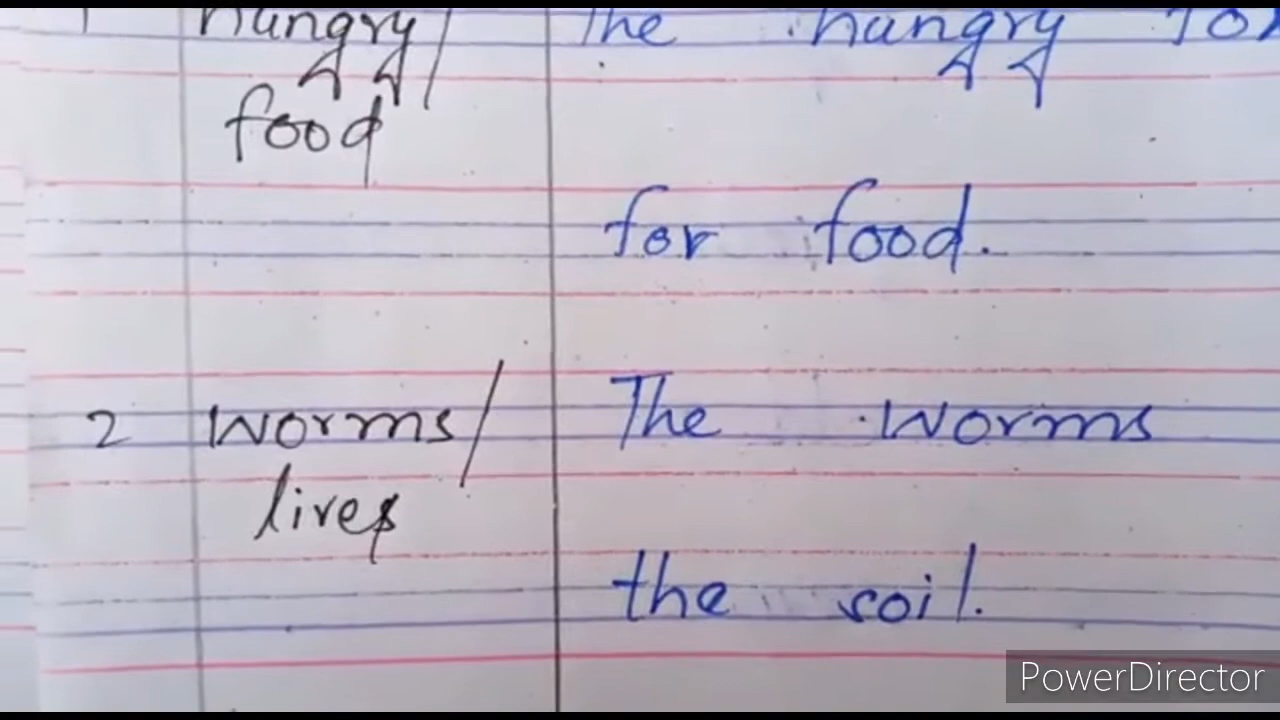 hungry/ The hungry
food
for food.
2 worms/ The worms
lives
the soil.
PowerDirector